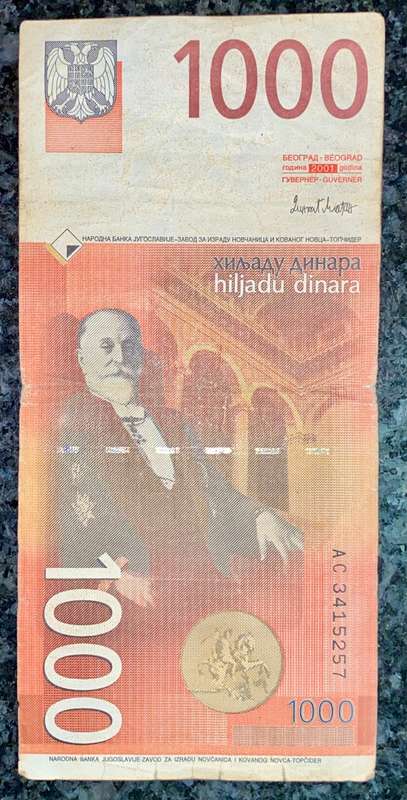 1000
БЕОГРАД - BEOGRAD
година 2001 godina
ГУВЕРНЕР - GUVERNER
НАРОДНА БАНКА ЈУГОСЛАВИЈЕ-ЗАВОД ЗА ИЗРАДУ НОВЧАНИЦА И КОВАНОГ НОВЦА-ТОПЧИДЕР
хиљаду динара
hiljadu dinara
AC 3415257
1000
1000
NARODNA BANKA JUGOSLAVIJE-ZAVOD ZA IZRADU NOVČANICA I KOVANOG NOVCA-TOPČIDER